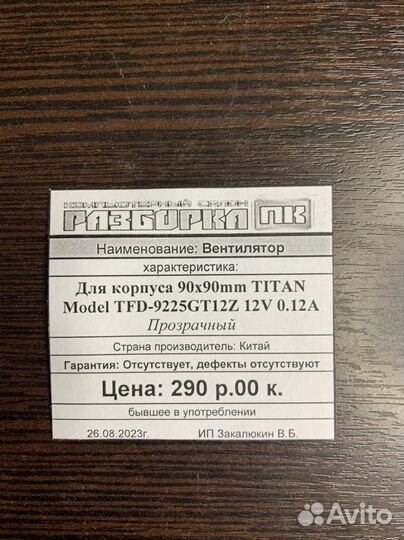 КОМПЬЮТЕРНЫЙ САЛОН
РАЗБОРКА ПК
Наименование: Вентилятор
характеристика:
Для корпуса 90x90mm TITAN
Model TFD-9225GT12Z 12V 0.12A
Прозрачный
Страна производитель: Китай
Гарантия: Отсутствует, дефекты отсутствуют
Цена: 290 р.00 к.
бывшее в употреблении
26.08.2023г. ИП Закалюкин В.Б.
Avito